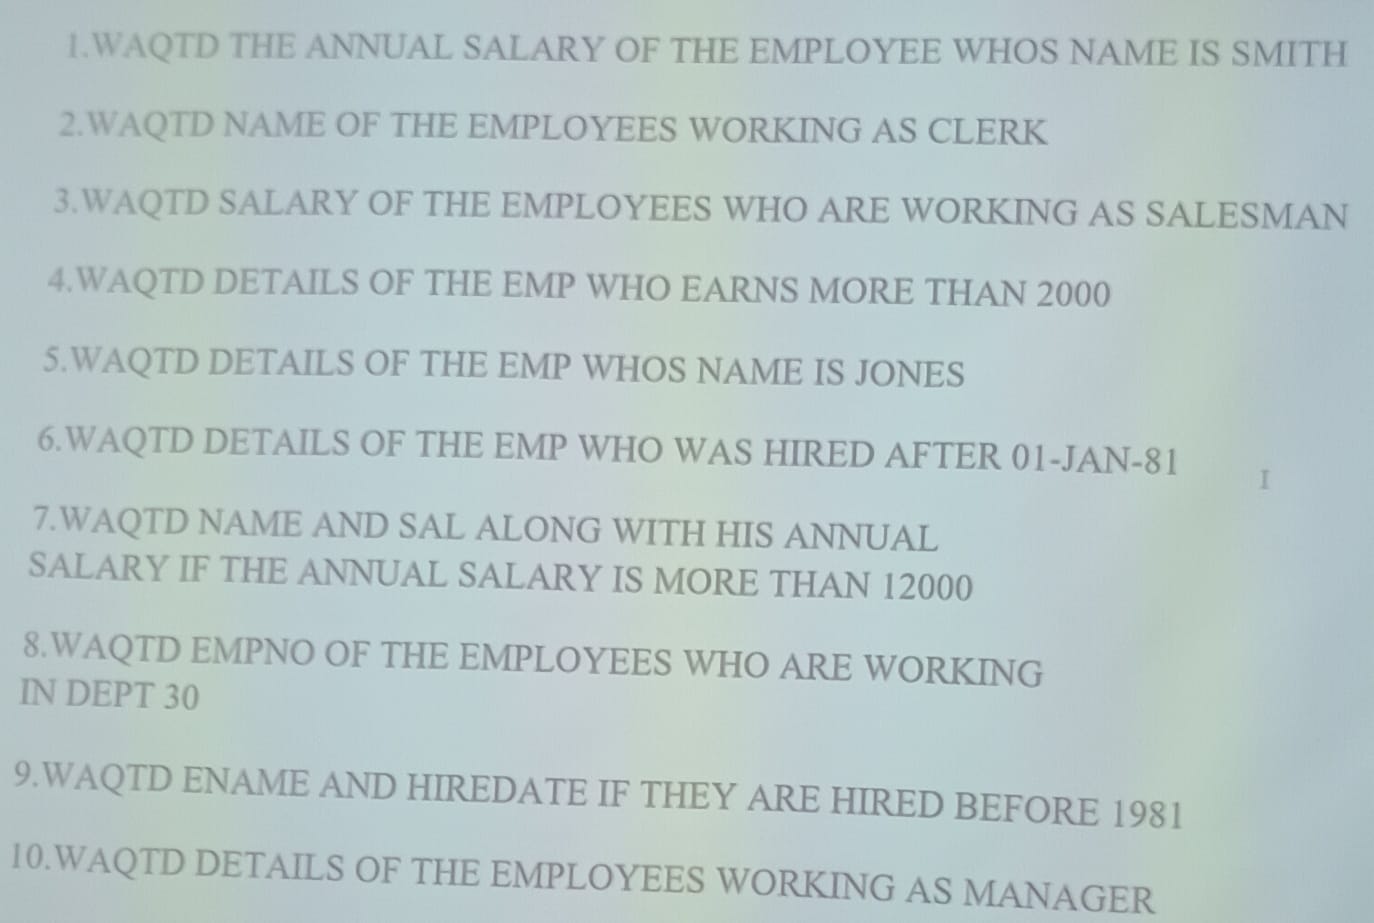 1.WAQTD THE ANNUAL SALARY OF THE EMPLOYEE WHOS NAME IS SMITH
2.WAQTD NAME OF THE EMPLOYEES WORKING AS CLERK
3.WAQTD SALARY OF THE EMPLOYEES WHO ARE WORKING AS SALESMAN
4.WAQTD DETAILS OF THE EMP WHO EARNS MORE THAN 2000
5.WAQTD DETAILS OF THE EMP WHOS NAME IS JONES
6.WAQTD DETAILS OF THE EMP WHO WAS HIRED AFTER 01-JAN-81
7.WAQTD NAME AND SAL ALONG WITH HIS ANNUAL
SALARY IF THE ANNUAL SALARY IS MORE THAN 12000
8.WAQTD EMPNO OF THE EMPLOYEES WHO ARE WORKING
IN DEPT 30
9.WAQTD ENAME AND HIREDATE IF THEY ARE HIRED BEFORE 1981
10.WAQTD DETAILS OF THE EMPLOYEES WORKING AS MANAGER